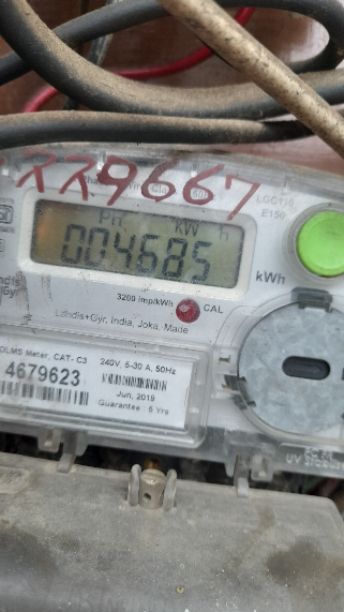 229667
LGC110
E150
Ph kW h
004685
kWh
3200 imp/kWh CAL
Landis+Gyr, India, Joka, Made
DLMS Meter, CAT- C3
240V, 5-30 A, 50Hz
4679623
Jun, 2019
Guarantee : 5 Yrs